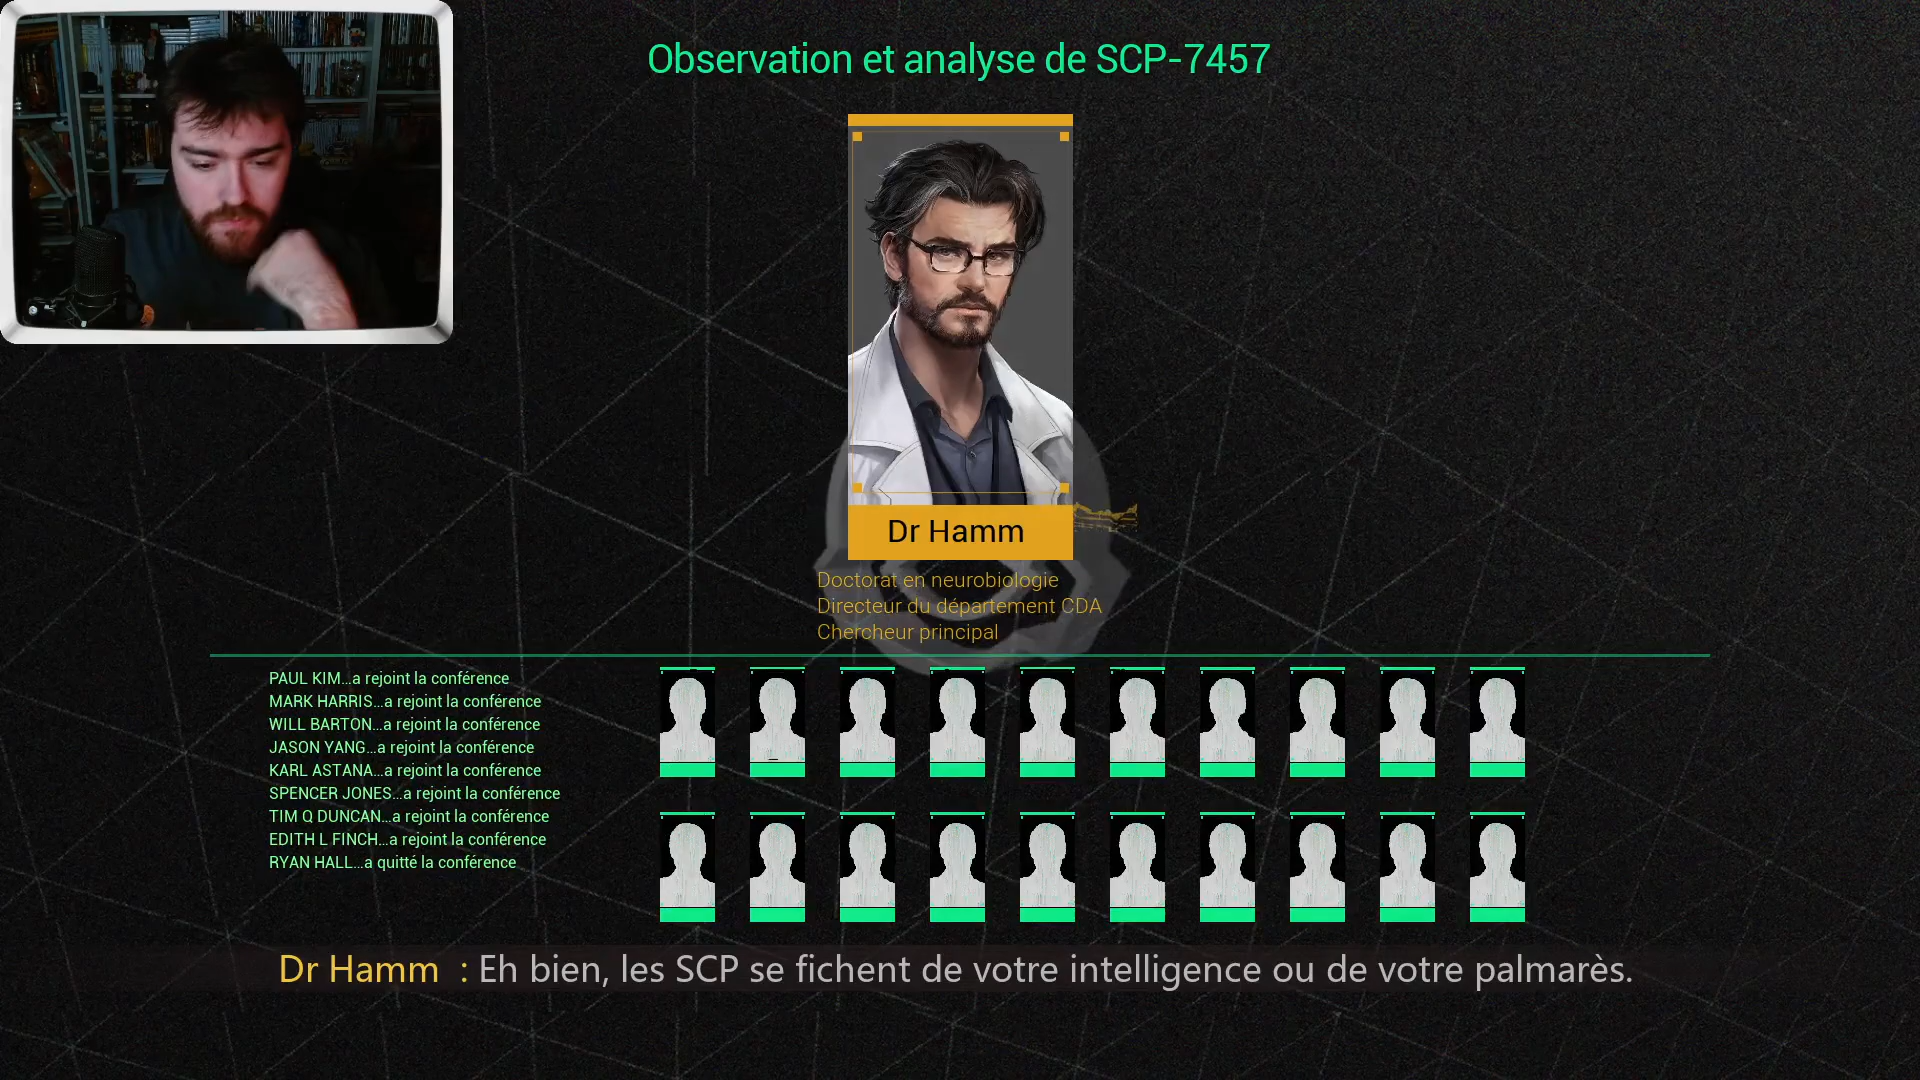 Observation et analyse de SCP-7457
Dr Hamm
Doctorat en neurobiologie
Directeur du département CDA
Chercheur principal
PAUL KIM...a rejoint la conférence
MARK HARRIS...a rejoint la conférence
WILL BARTON...a rejoint la conférence
JASON YANG...a rejoint la conférence
KARL ASTANA...a rejoint la conférence
SPENCER JONES...a rejoint la conférence
TIM Q DUNCAN...a rejoint la conférence
EDITH L FINCH...a rejoint la conférence
RYAN HALL...a quitté la conférence
Dr Hamm : Eh bien, les SCP se fichent de votre intelligence ou de votre palmarès.